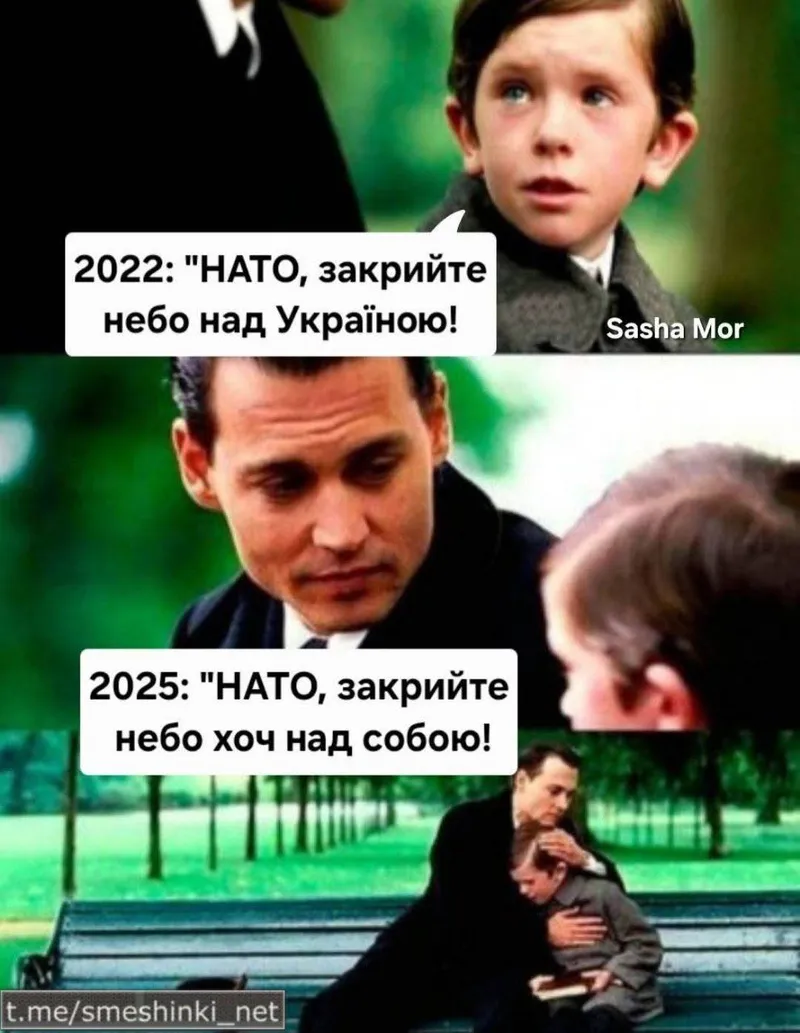 2022: "НАТО, закрийте
небо над Україною!
Sasha Mor
2025: "НАТО, закрийте
небо хоч над собою!
t.me/smeshinki_net